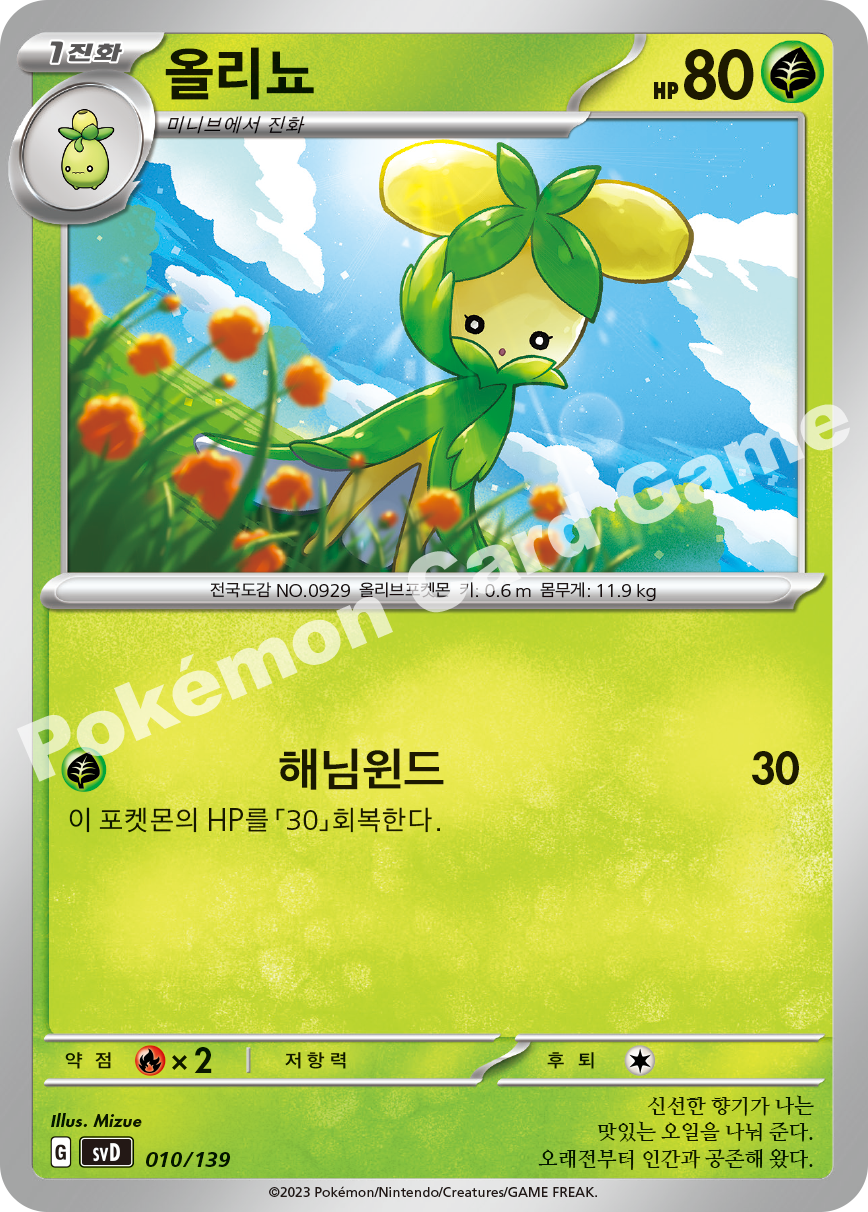 1진화
올리뇨
HP 80
미니브에서 진화
전국도감 NO.0929 올리브포켓몬 키: 0.6 m 몸무게: 11.9 kg
Pokémon Card Game
해님윈드 30
이 포켓몬의 HP를 「30」회복한다.
약점 ×2 저항력 후퇴
Illus. Mizue
신선한 향기가 나는
맛있는 오일을 나눠 준다.
오래전부터 인간과 공존해 왔다.
G svD 010/139
©2023 Pokémon/Nintendo/Creatures/GAME FREAK.